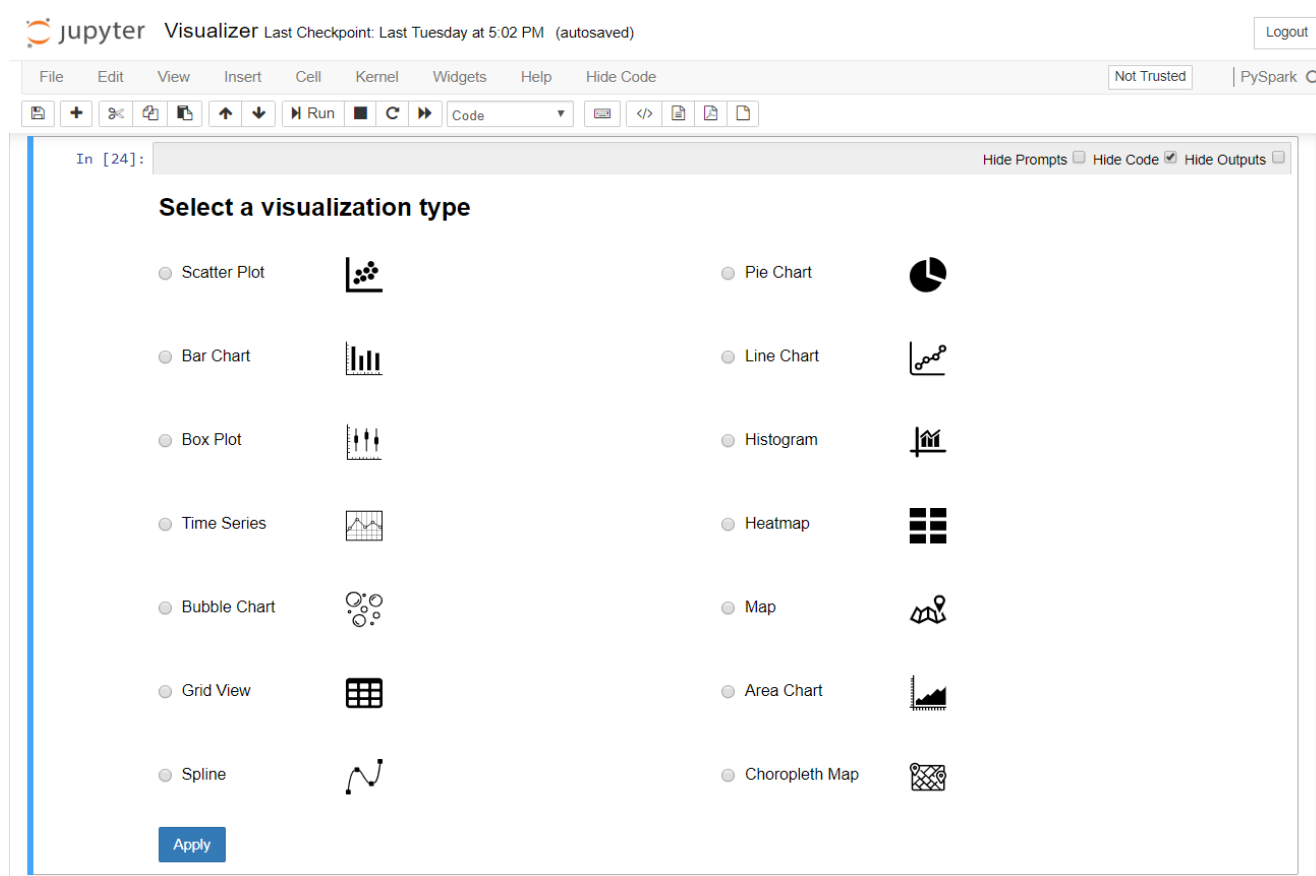 jupyter Visualizer Last Checkpoint: Last Tuesday at 5:02 PM (autosaved) Logout
File Edit View Insert Cell Kernel Widgets Help Hide Code Not Trusted PySpark
Run Code </>
In [24]: Hide Prompts Hide Code Hide Outputs
Select a visualization type
Scatter Plot Pie Chart
Bar Chart Line Chart
Box Plot Histogram
Time Series Heatmap
Bubble Chart Map
Grid View Area Chart
Spline Choropleth Map
Apply